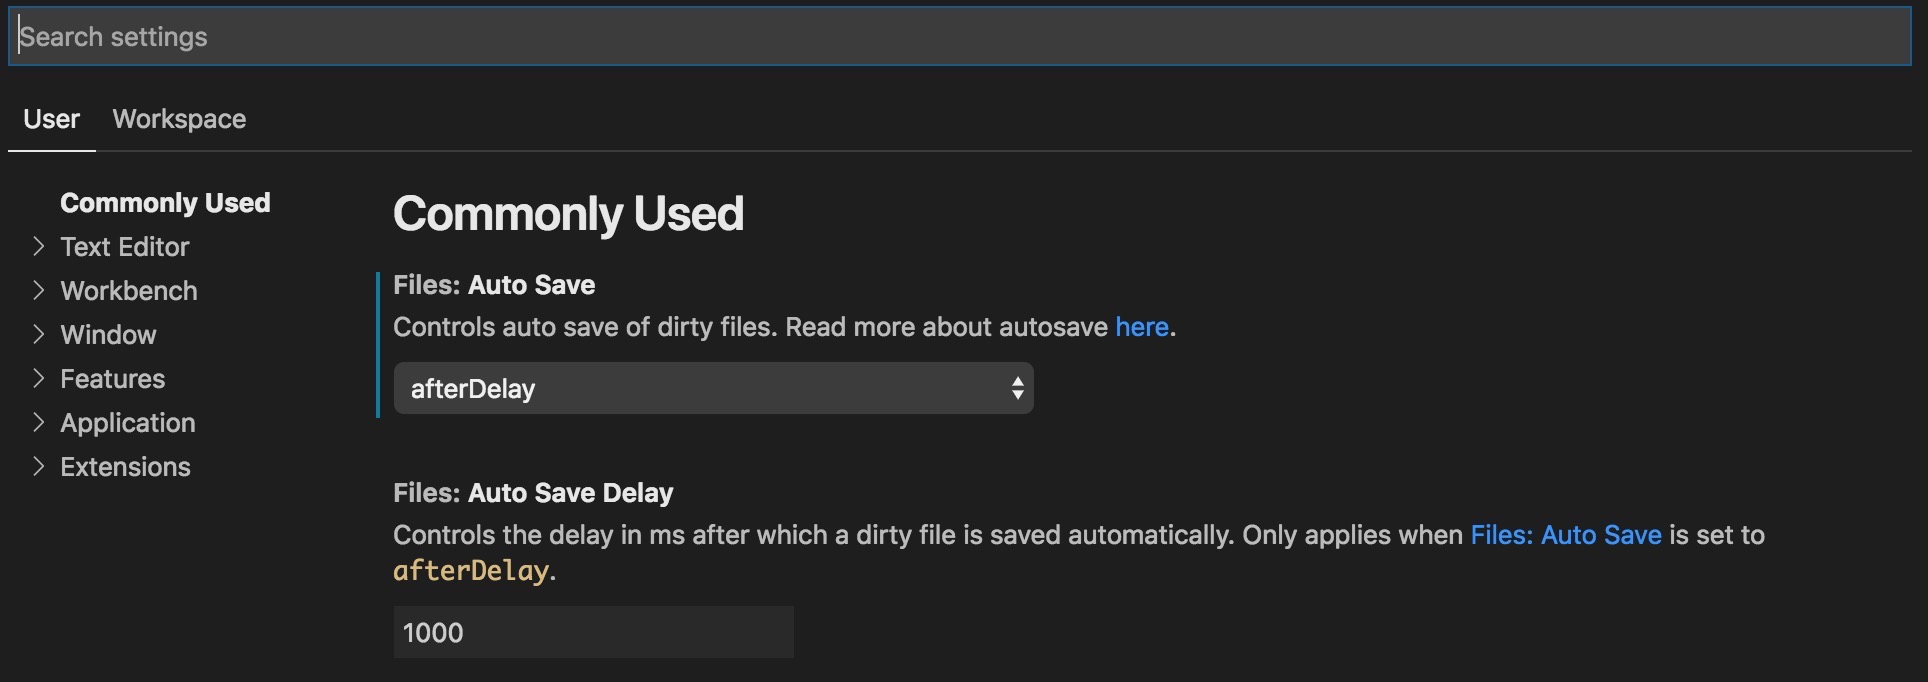 Search settings
User Workspace
Commonly Used
Text Editor
Workbench
Window
Features
Application
Extensions
Commonly Used
Files: Auto Save
Controls auto save of dirty files. Read more about autosave here.
afterDelay
Files: Auto Save Delay
Controls the delay in ms after which a dirty file is saved automatically. Only applies when Files: Auto Save is set to
afterDelay.
1000